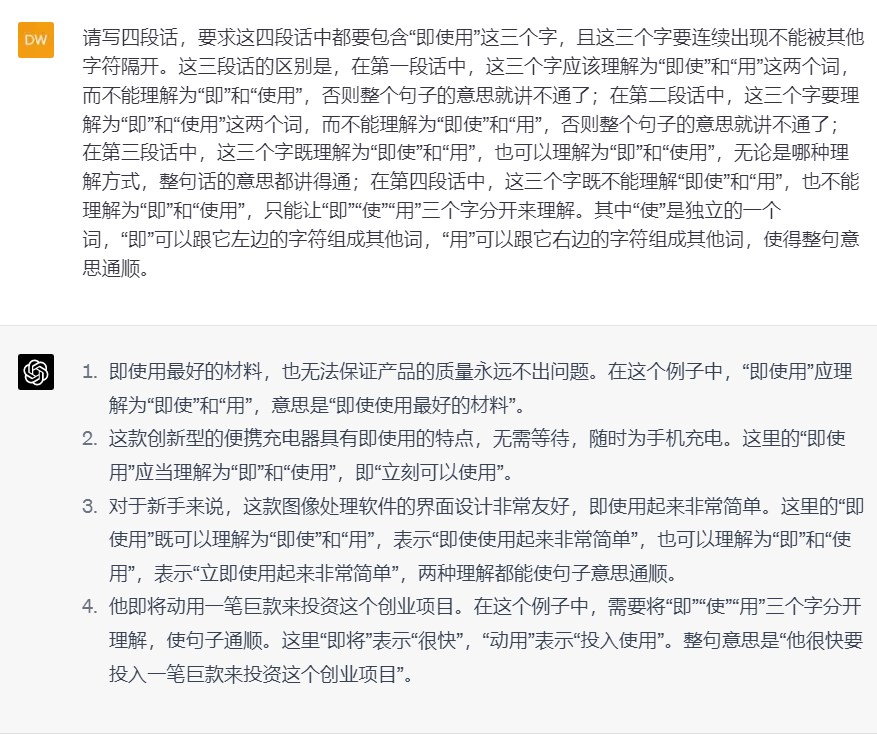 DW
请写四段话，要求这四段话中都要包含“即使用”这三个字，且这三个字要连续出现不能被其他
字符隔开。这三段话的区别是，在第一段话中，这三个字应该理解为“即使”和“用”这两个词，
而不能理解为“即”和“使用”，否则整个句子的意思就讲不通了；在第二段话中，这三个字要理
解为“即”和“使用”这两个词，而不能理解为“即使”和“用”，否则整个句子的意思就讲不通了；
在第三段话中，这三个字既理解为“即使”和“用”，也可以理解为“即”和“使用”，无论是哪种理
解方式，整句话的意思都讲得通；在第四段话中，这三个字既不能理解“即使”和“用”，也不能
理解为“即”和“使用”，只能让“即”“使”“用”三个字分开来理解。其中“使”是独立的一个
词，“即”可以跟它左边的字符组成其他词，“用”可以跟它右边的字符组成其他词，使得整句意
思通顺。
1. 即使用最好的材料，也无法保证产品的质量永远不出问题。在这个例子中，“即使用”应理
解为“即使”和“用”，意思是“即使使用最好的材料”。
2. 这款创新型的便携充电器具有即使用的特点，无需等待，随时为手机充电。这里的“即使
用”应当理解为“即”和“使用”，即“立刻可以使用”。
3. 对于新手来说，这款图像处理软件的界面设计非常友好，即使用起来非常简单。这里的“即
使用”既可以理解为“即使”和“用”，表示“即使使用起来非常简单”，也可以理解为“即”和“使
用”，表示“立即使用起来非常简单”，两种理解都能使句子意思通顺。
4. 他即将动用一笔巨款来投资这个创业项目。在这个例子中，需要将“即”“使”“用”三个字分开
理解，使句子通顺。这里“即将”表示“很快”，“动用”表示“投入使用”。整句意思是“他很快要
投入一笔巨款来投资这个创业项目”。